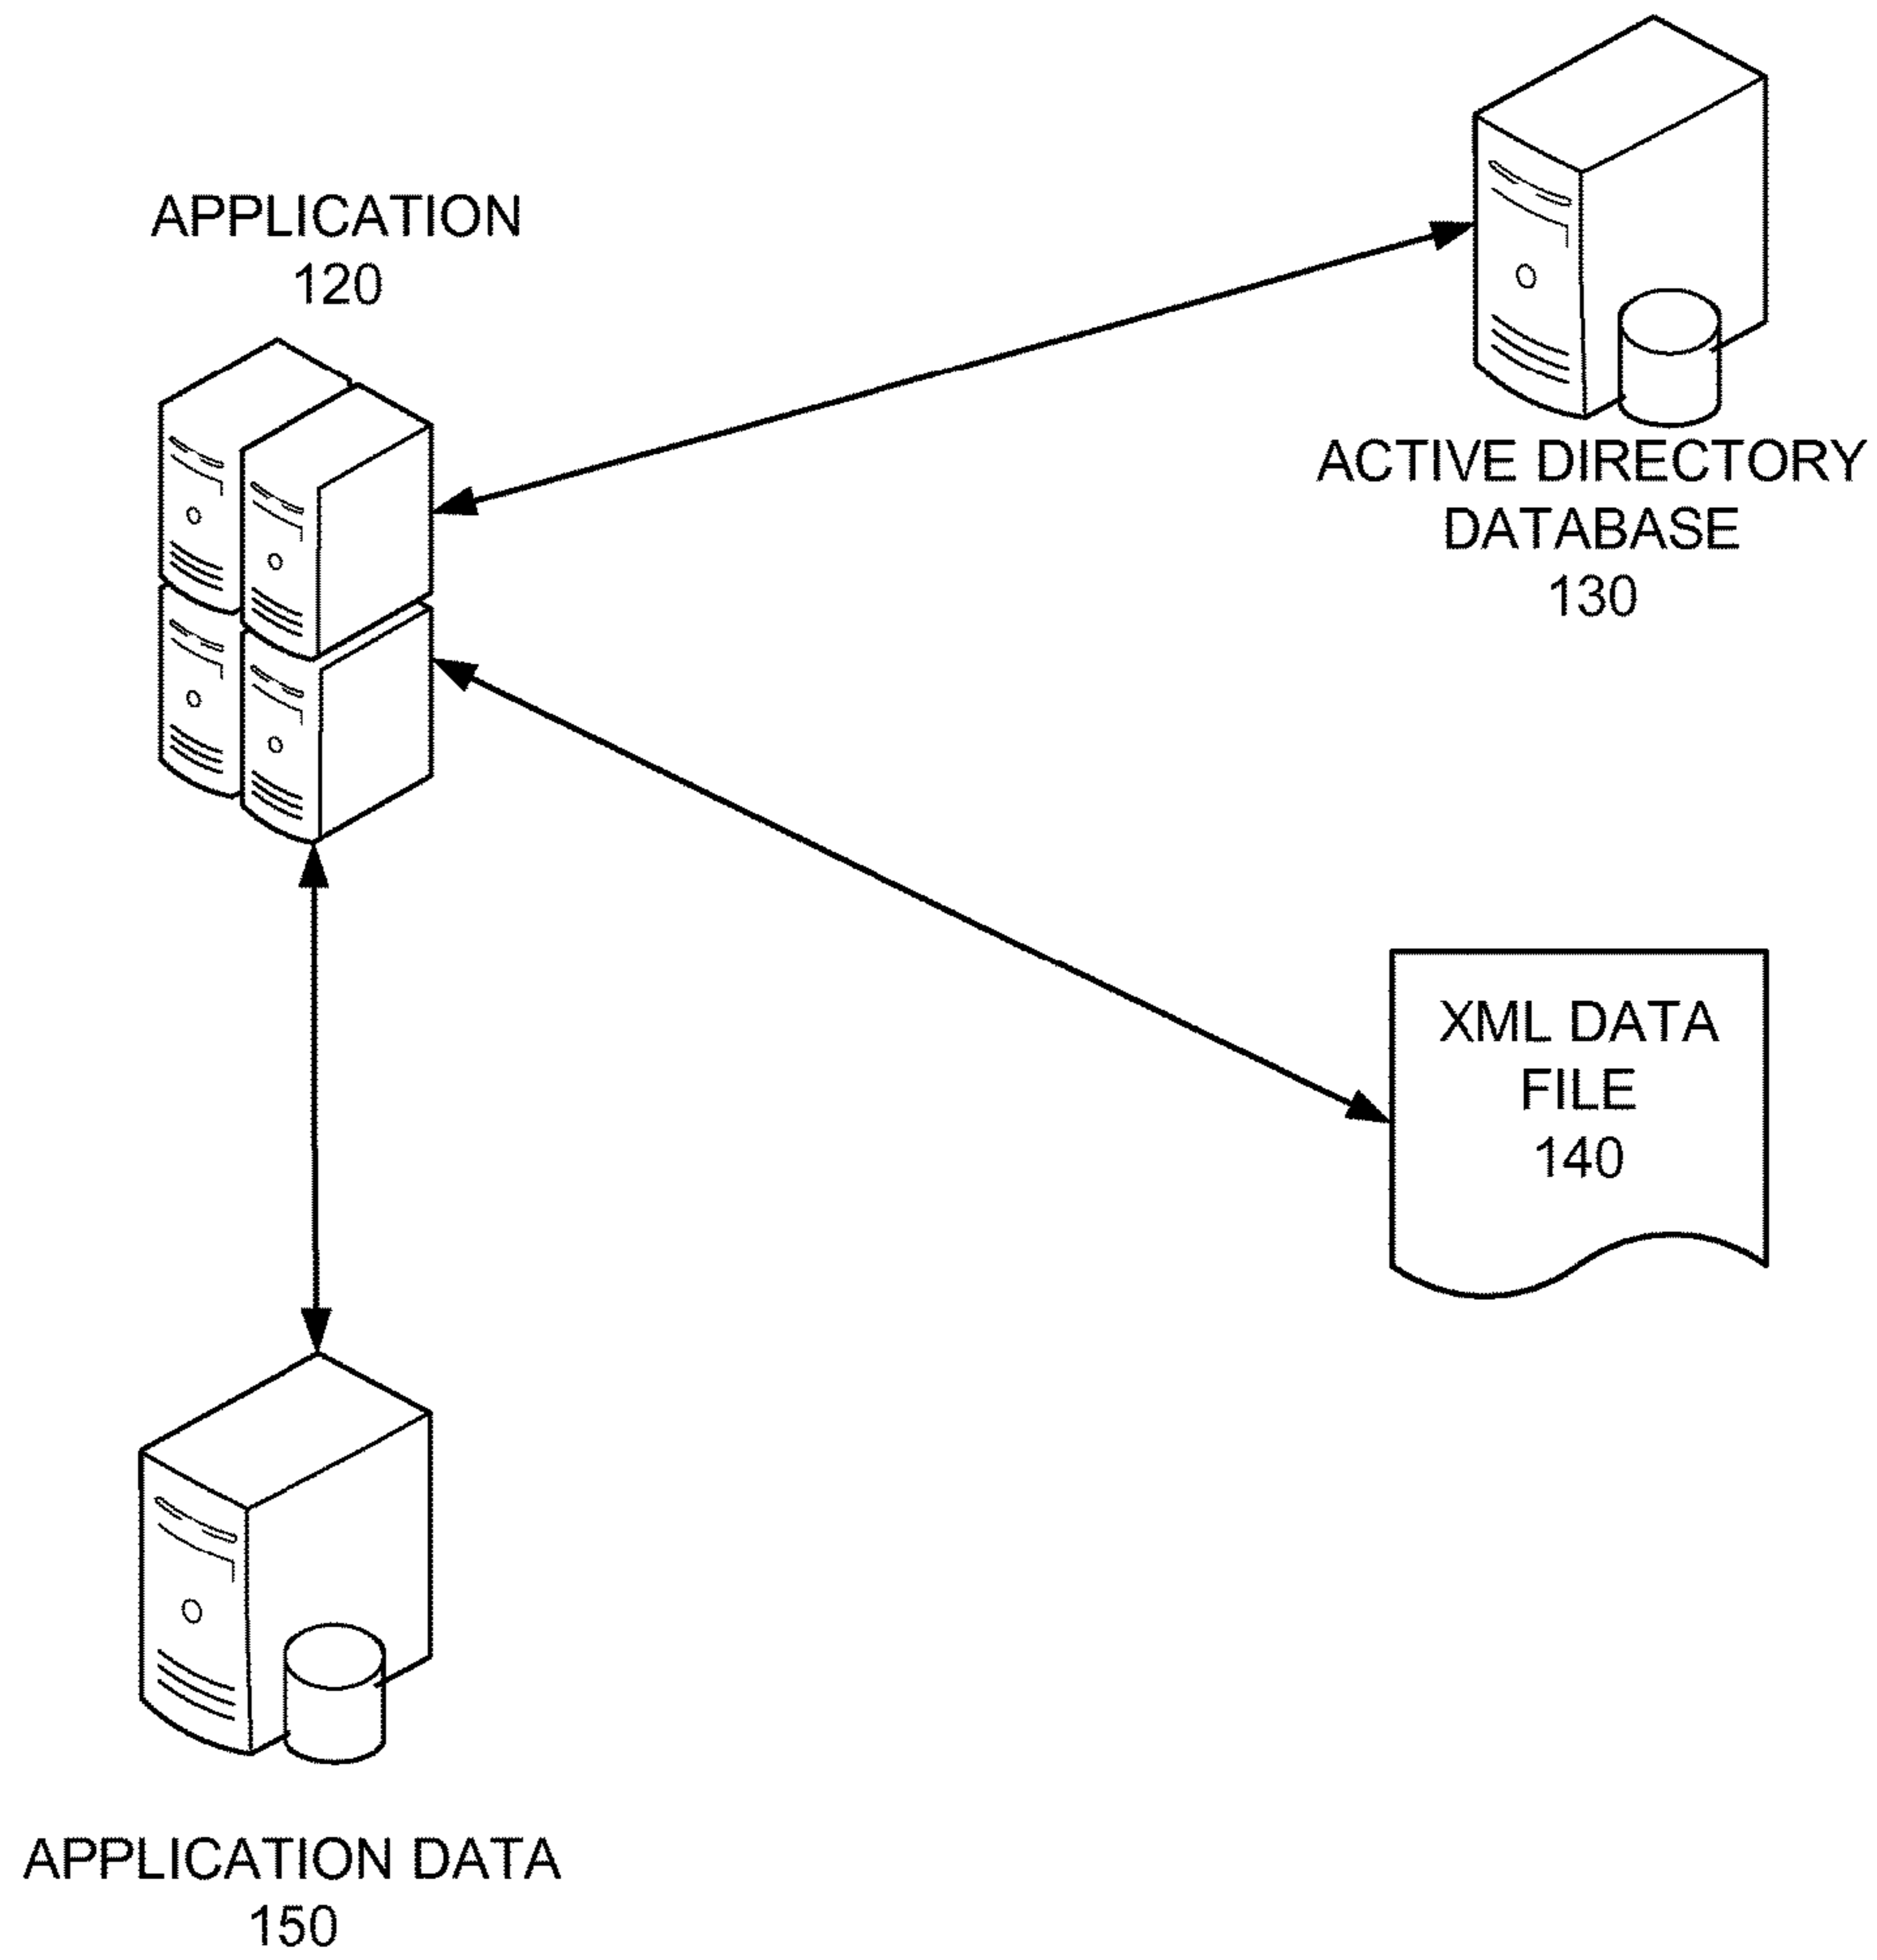 APPLICATION
120
ACTIVE DIRECTORY
DATABASE
130
XML DATA
FILE
140
APPLICATION DATA
150